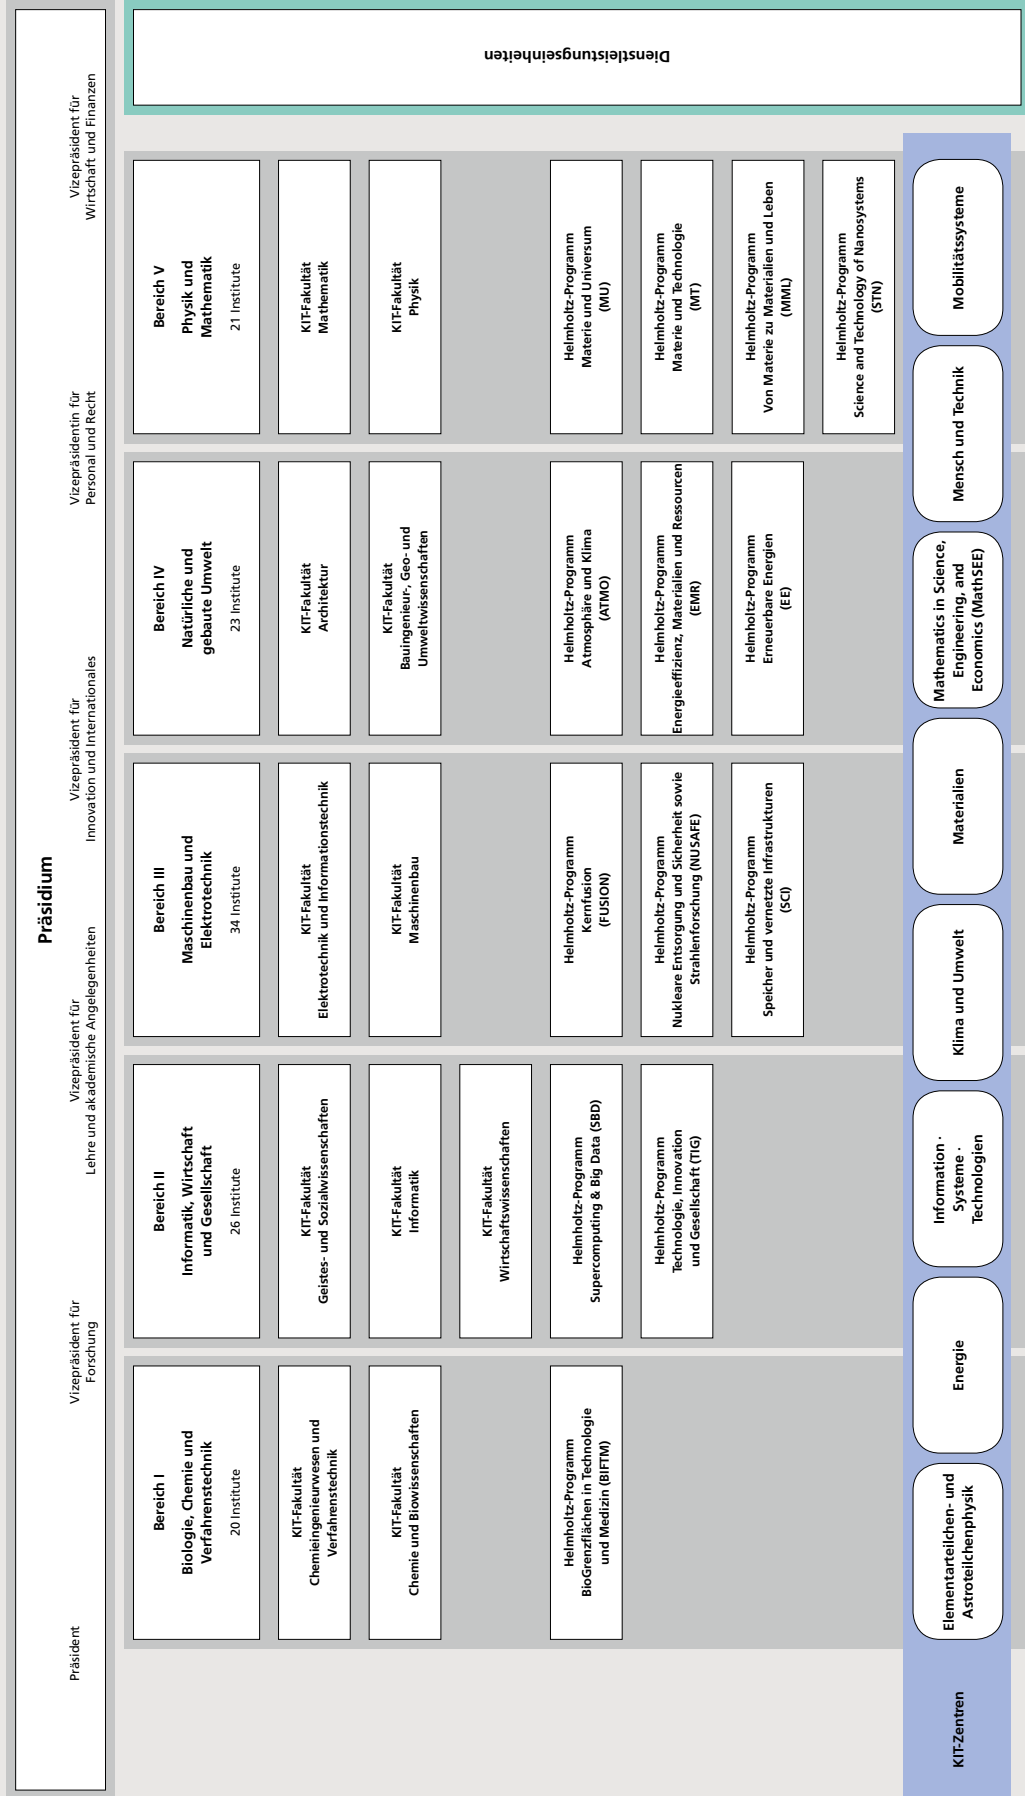 Präsidium
Präsident
Vizepräsident für
Forschung
Vizepräsident für
Lehre und akademische Angelegenheiten
Vizepräsident für
Innovation und Internationales
Vizepräsidentin für
Personal und Recht
Vizepräsident für
Wirtschaft und Finanzen
Bereich I
Biologie, Chemie und
Verfahrenstechnik
20 Institute
KIT-Fakultät
Chemieingenieurwesen und
Verfahrenstechnik
KIT-Fakultät
Chemie und Biowissenschaften
Helmholtz-Programm
BioGrenzflächen in Technologie
und Medizin (BIFTM)
Bereich II
Informatik, Wirtschaft
und Gesellschaft
26 Institute
KIT-Fakultät
Geistes- und Sozialwissenschaften
KIT-Fakultät
Informatik
KIT-Fakultät
Wirtschaftswissenschaften
Helmholtz-Programm
Supercomputing & Big Data (SBD)
Helmholtz-Programm
Technologie, Innovation
und Gesellschaft (TIG)
Bereich III
Maschinenbau und
Elektrotechnik
34 Institute
KIT-Fakultät
Elektrotechnik und Informationstechnik
KIT-Fakultät
Maschinenbau
Helmholtz-Programm
Kernfusion
(FUSION)
Helmholtz-Programm
Nukleare Entsorgung und Sicherheit sowie
Strahlenforschung (NUSAFE)
Helmholtz-Programm
Speicher und vernetzte Infrastrukturen
(SCI)
Bereich IV
Natürliche und
gebaute Umwelt
23 Institute
KIT-Fakultät
Architektur
KIT-Fakultät
Bauingenieur-, Geo- und
Umweltwissenschaften
Helmholtz-Programm
Atmosphäre und Klima
(ATMO)
Helmholtz-Programm
Energieeffizienz, Materialien und Ressourcen
(EMR)
Helmholtz-Programm
Erneuerbare Energien
(EE)
Bereich V
Physik und
Mathematik
21 Institute
KIT-Fakultät
Mathematik
KIT-Fakultät
Physik
Helmholtz-Programm
Materie und Universum
(MU)
Helmholtz-Programm
Materie und Technologie
(MT)
Helmholtz-Programm
Von Materie zu Materialien und Leben
(MML)
Helmholtz-Programm
Science and Technology of Nanosystems
(STN)
Dienstleistungseinheiten
KIT-Zentren
Elementarteilchen- und
Astroteilchenphysik
Energie
Information ·
Systeme ·
Technologien
Klima und Umwelt
Materialien
Mathematics in Science,
Engineering, and
Economics (MathSEE)
Mensch und Technik
Mobilitätssysteme